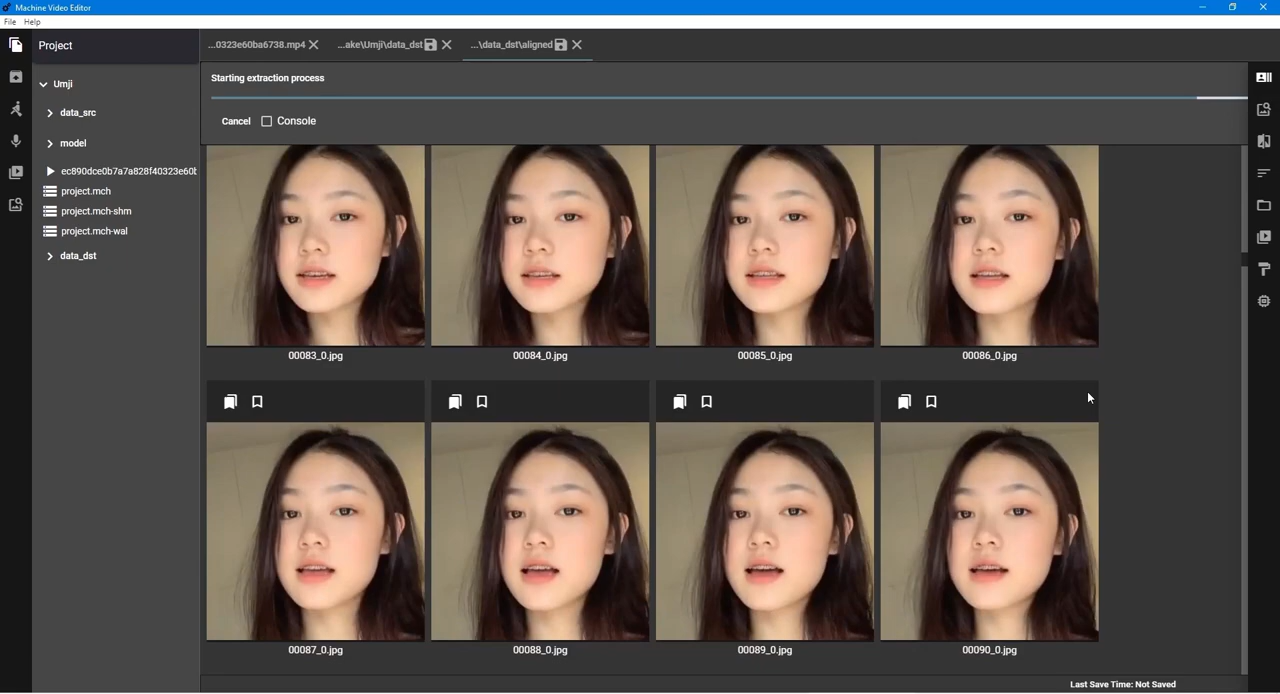 Machine Video Editor
File Help
Project
...0323e60ba6738.mp4
...ake\Umji\data_dst
...\data_dst\aligned
Starting extraction process
Cancel
Console
Umji
data_src
model
ec890dce0b7a7a828f40323e60b
project.mch
project.mch-shm
project.mch-wal
data_dst
00083_0.jpg
00084_0.jpg
00085_0.jpg
00086_0.jpg
00087_0.jpg
00088_0.jpg
00089_0.jpg
00090_0.jpg
Last Save Time: Not Saved